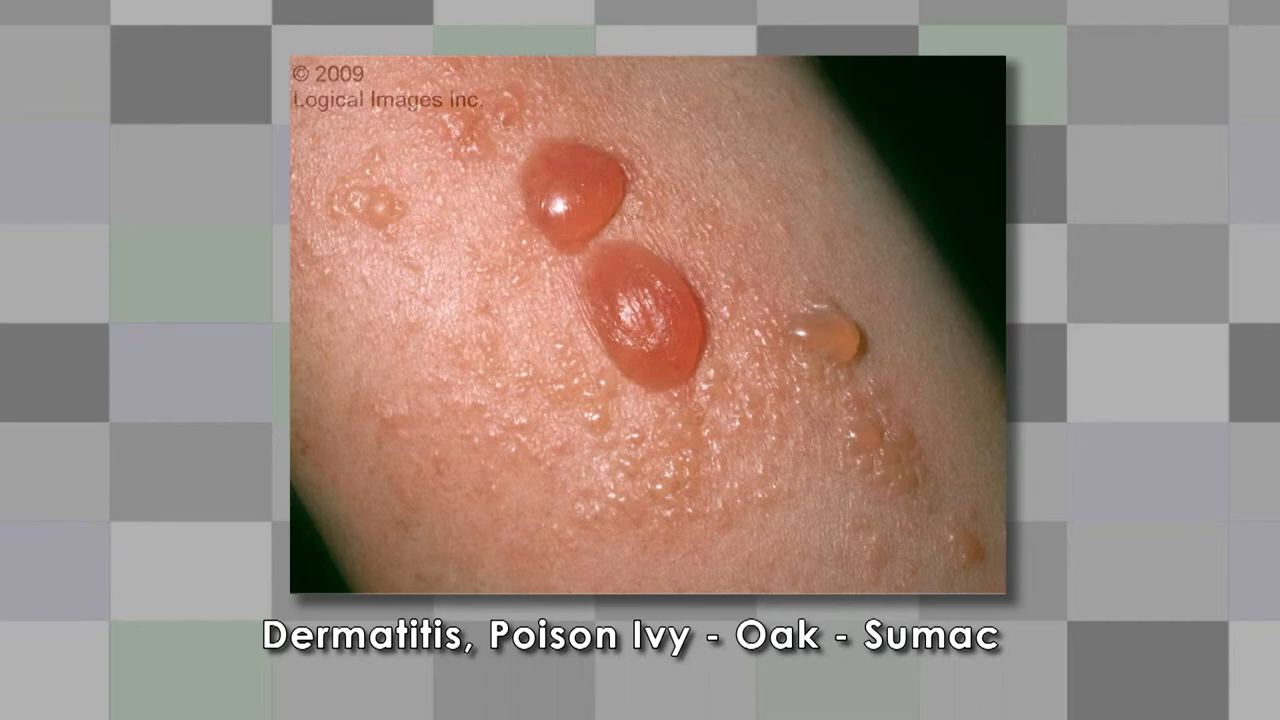 © 2009
Logical Images inc.
Dermatitis, Poison Ivy - Oak - Sumac